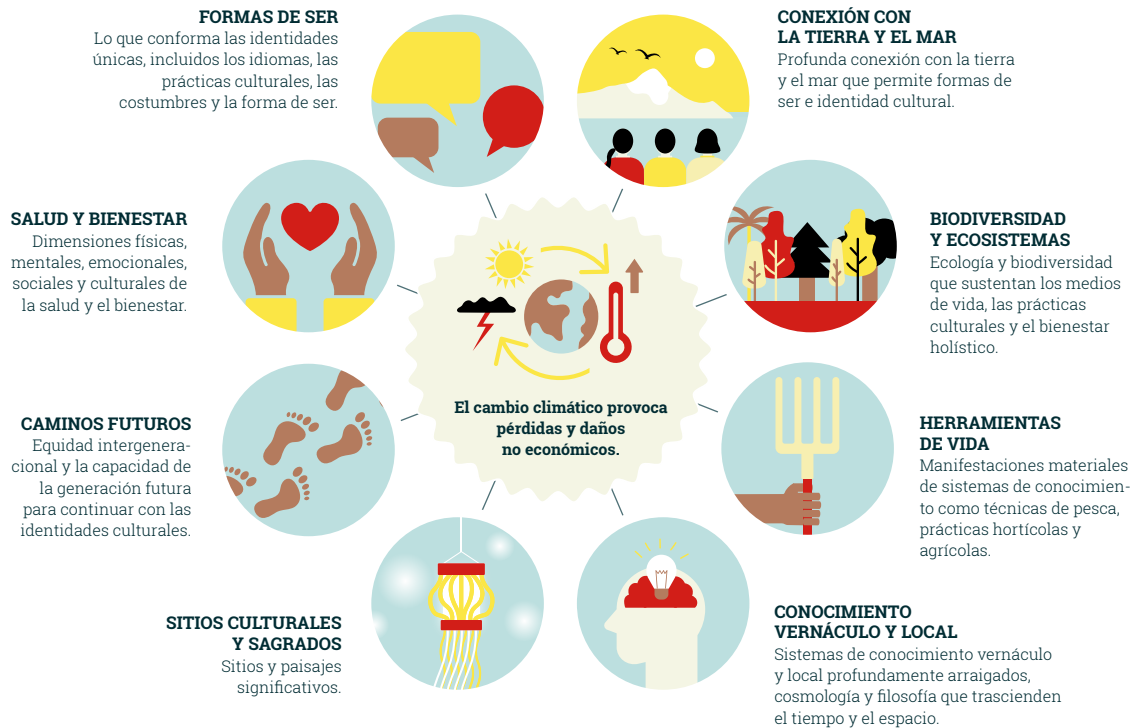 FORMAS DE SER
Lo que conforma las identidades
únicas, incluidos los idiomas, las
prácticas culturales, las
costumbres y la forma de ser.
CONEXIÓN CON
LA TIERRA Y EL MAR
Profunda conexión con la tierra
y el mar que permite formas de
ser e identidad cultural.
SALUD Y BIENESTAR
Dimensiones físicas,
mentales, emocionales,
sociales y culturales de
la salud y el bienestar.
BIODIVERSIDAD
Y ECOSISTEMAS
Ecología y biodiversidad
que sustentan los medios
de vida, las prácticas
culturales y el bienestar
holístico.
El cambio climático provoca
pérdidas y daños
no económicos.
CAMINOS FUTUROS
Equidad intergenera-
cional y la capacidad de
la generación futura
para continuar con las
identidades culturales.
HERRAMIENTAS
DE VIDA
Manifestaciones materiales
de sistemas de conocimien-
to como técnicas de pesca,
prácticas hortícolas y
agrícolas.
SITIOS CULTURALES
Y SAGRADOS
Sitios y paisajes
significativos.
CONOCIMIENTO
VERNÁCULO Y LOCAL
Sistemas de conocimiento vernáculo
y local profundamente arraigados,
cosmología y filosofía que trascienden
el tiempo y el espacio.